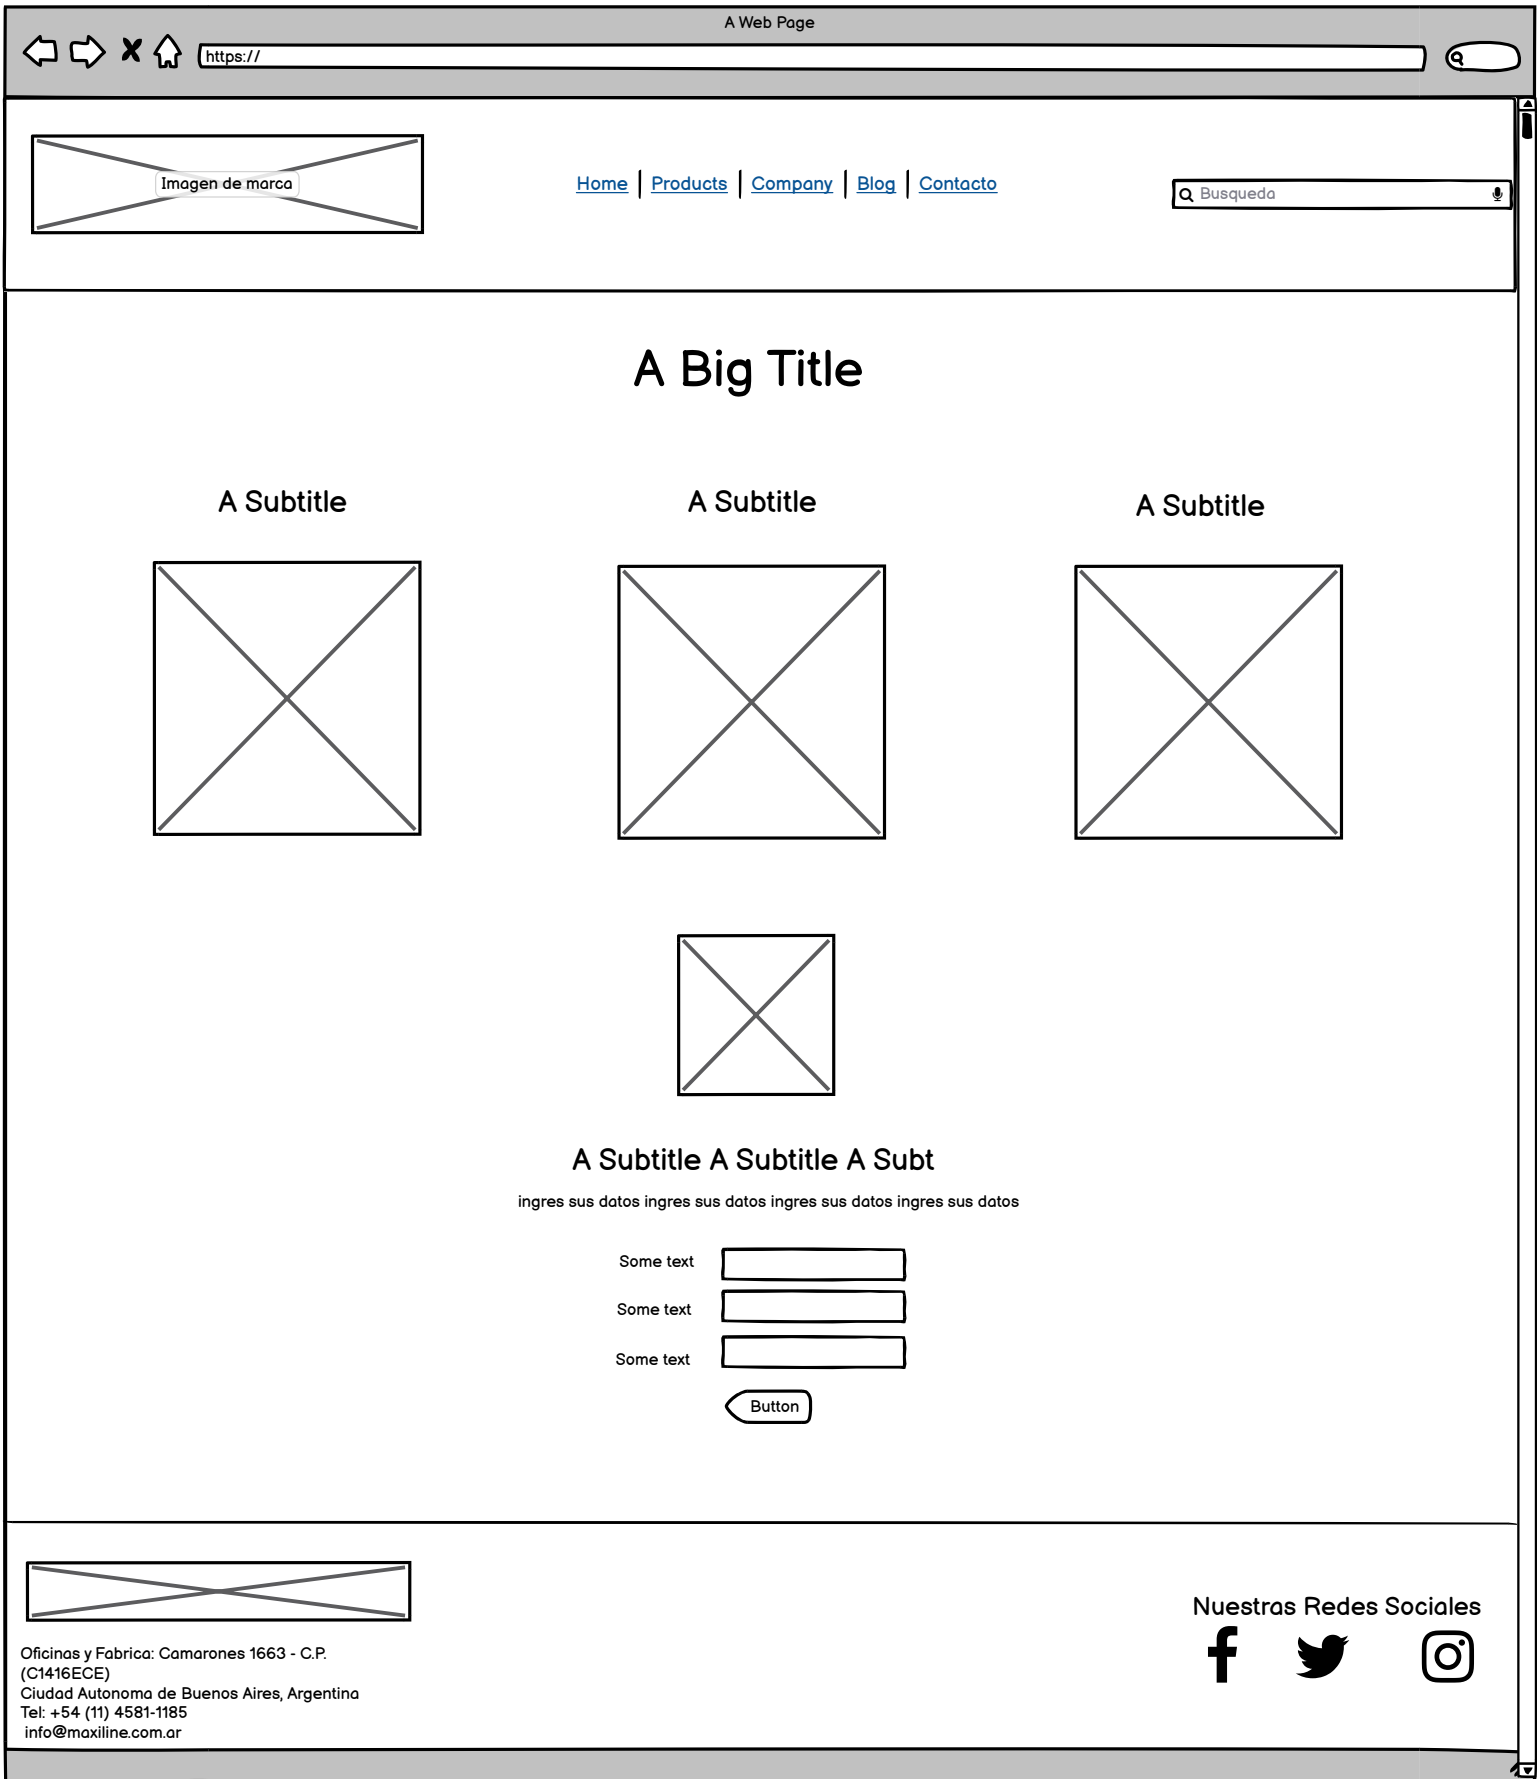 A Web Page
https://
Imagen de marca
Home | Products | Company | Blog | Contacto
Busqueda
A Big Title
A Subtitle
A Subtitle
A Subtitle
A Subtitle A Subtitle A Subt
ingres sus datos ingres sus datos ingres sus datos ingres sus datos
Some text
Some text
Some text
Button
Oficinas y Fabrica: Camarones 1663 - C.P.
(C1416ECE)
Ciudad Autonoma de Buenos Aires, Argentina
Tel: +54 (11) 4581-1185
info@maxiline.com.ar
Nuestras Redes Sociales